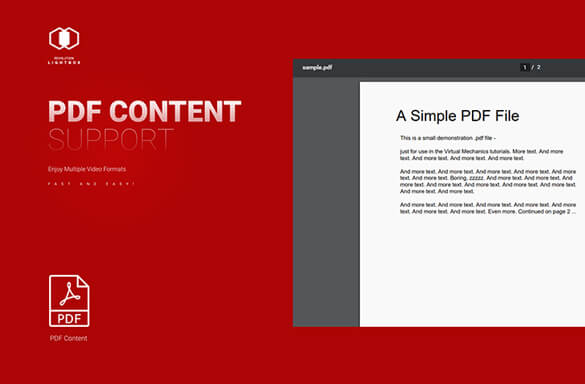 REVOLUTION
LIGHTBOX
PDF CONTENT
SUPPORT
Enjoy Multiple Video Formats
FAST AND EASY!
PDF
PDF Content
sample.pdf
1 / 2
A Simple PDF File
This is a small demonstration .pdf file -
just for use in the Virtual Mechanics tutorials. More text. And more
text. And more text. And more text. And more text.
And more text. And more text. And more text. And more text. And more
text. And more text. Boring, zzzzz. And more text. And more text. And
more text. And more text. And more text. And more text. And more text.
And more text. And more text.
And more text. And more text. And more text. And more text. And more
text. And more text. And more text. Even more. Continued on page 2 ...